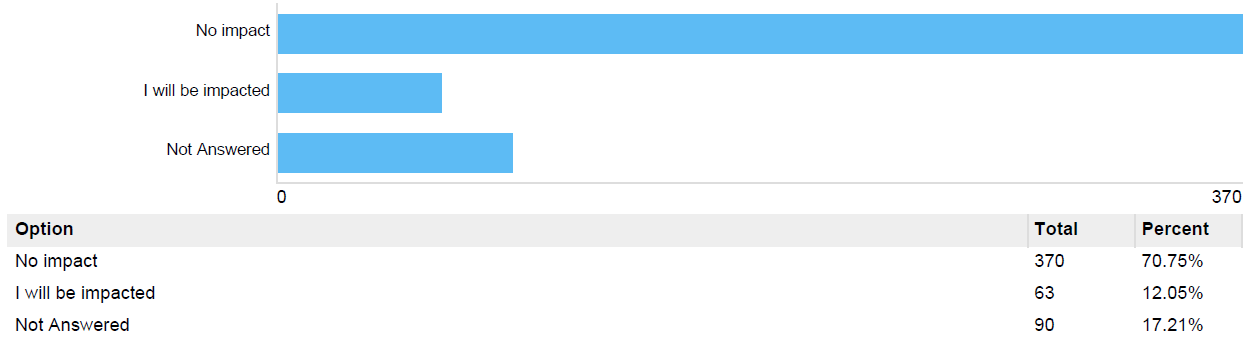 No impact
I will be impacted
Not Answered
0 370
Option Total Percent
No impact 370 70.75%
I will be impacted 63 12.05%
Not Answered 90 17.21%